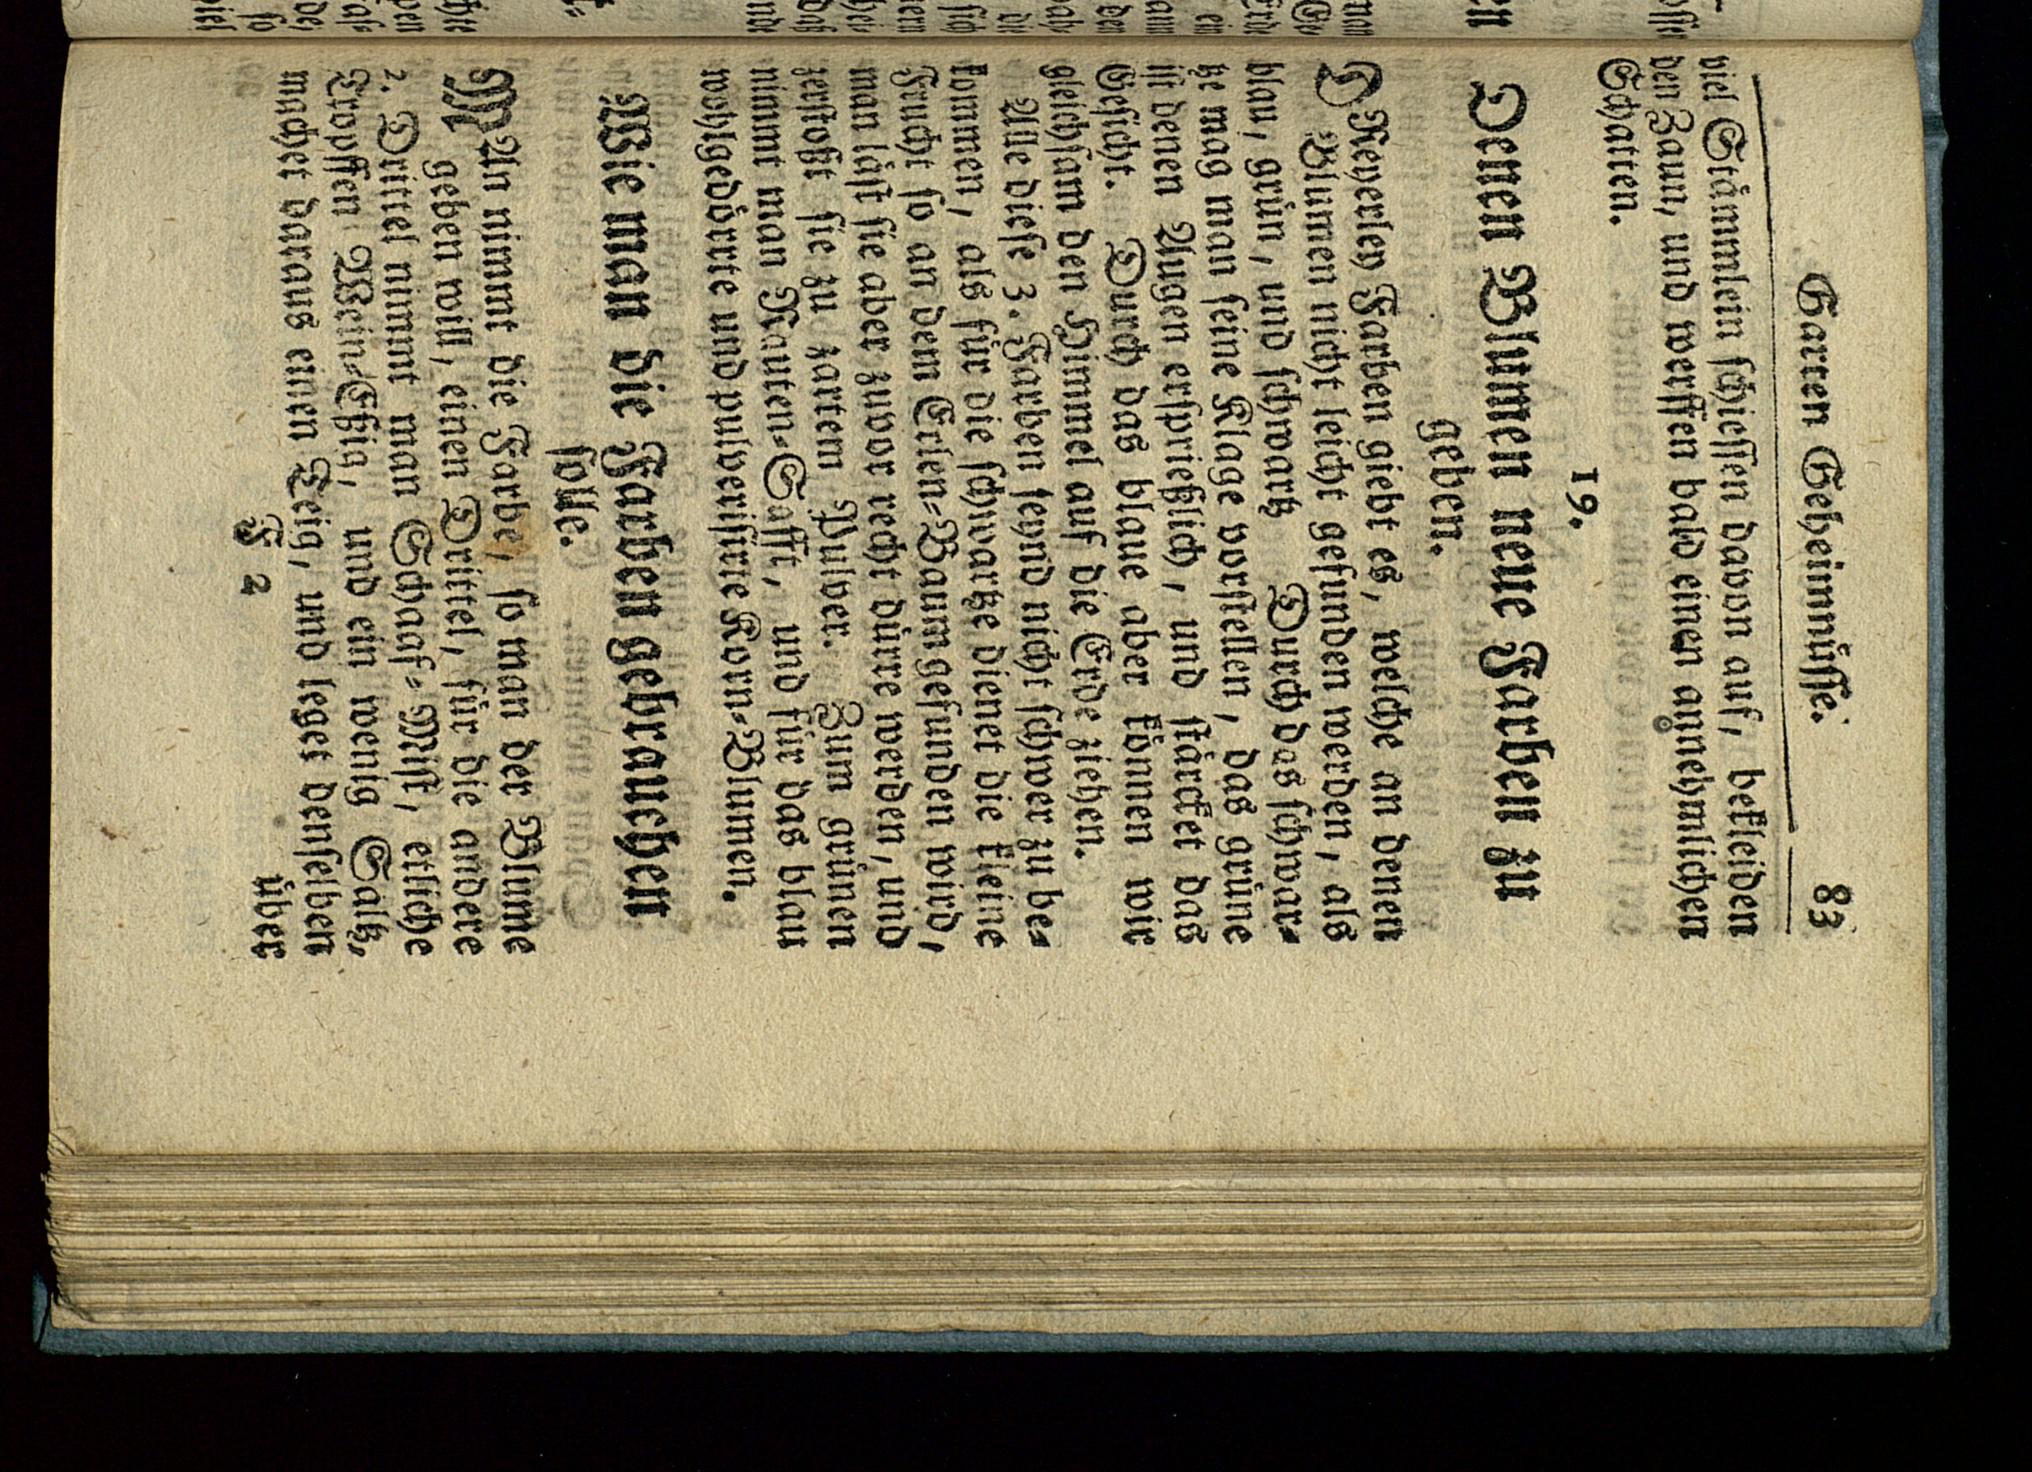 Garten Geheimnüsse. 83
viel Stämmlein schiessen davon auf, bekleiden
den Zaun, und werffen bald einen annehmlichen
Schatten.
19.
Denen Blumen neue Farben zu
geben.
DReyerley Farben giebt es, welche an denen
Blumen nicht leicht gefunden werden, als
blau, grün, und schwartz. Durch das schwar-
tze mag man seine Klage vorstellen, das grüne
ist denen Augen ersprießlich, und stärcket das
Gesicht. Durch das blaue aber können wir
gleichsam den Himmel auf die Erde ziehen.
Alle diese 3. Farben seynd nicht schwer zu be-
kommen, als für die schwartze dienet die kleine
Frucht so an dem Erlen-Baum gefunden wird,
man läst sie aber zuvor recht dürre werden, und
zerstoßt sie zu zartem Pulver. Zum grünen
nimmt man Rauten-Safft, und für das blau
wohlgedörrte und pulverisirte Korn-Blumen.
Wie man die Farben gebrauchen
solle.
MAn nimmt die Farbe, so man der Blume
geben will, einen Drittel, für die andere
2. Drittel nimmt man Schaaf-Mist, etliche
Tropffen Wein-Eßig, und ein wenig Saltz,
machet daraus einen Teig, und leget denselben
F 2 über